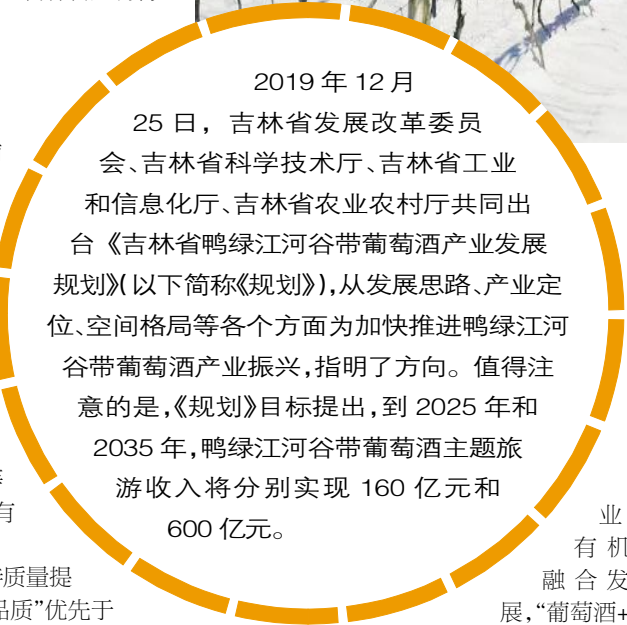 2019 年 12 月
25 日，吉林省发展改革委员
会、吉林省科学技术厅、吉林省工业
和信息化厅、吉林省农业农村厅共同出
台《吉林省鸭绿江河谷带葡萄酒产业发展
规划》(以下简称《规划》),从发展思路、产业定
位、空间格局等各个方面为加快推进鸭绿江河
谷带葡萄酒产业振兴,指明了方向。值得注
意的是,《规划》目标提出,到 2025 年和
2035 年,鸭绿江河谷带葡萄酒主题旅
游收入将分别实现 160 亿元和
600 亿元。
有
质量提
品质”优先于
业
有 机
融 合 发
展,“葡萄酒+